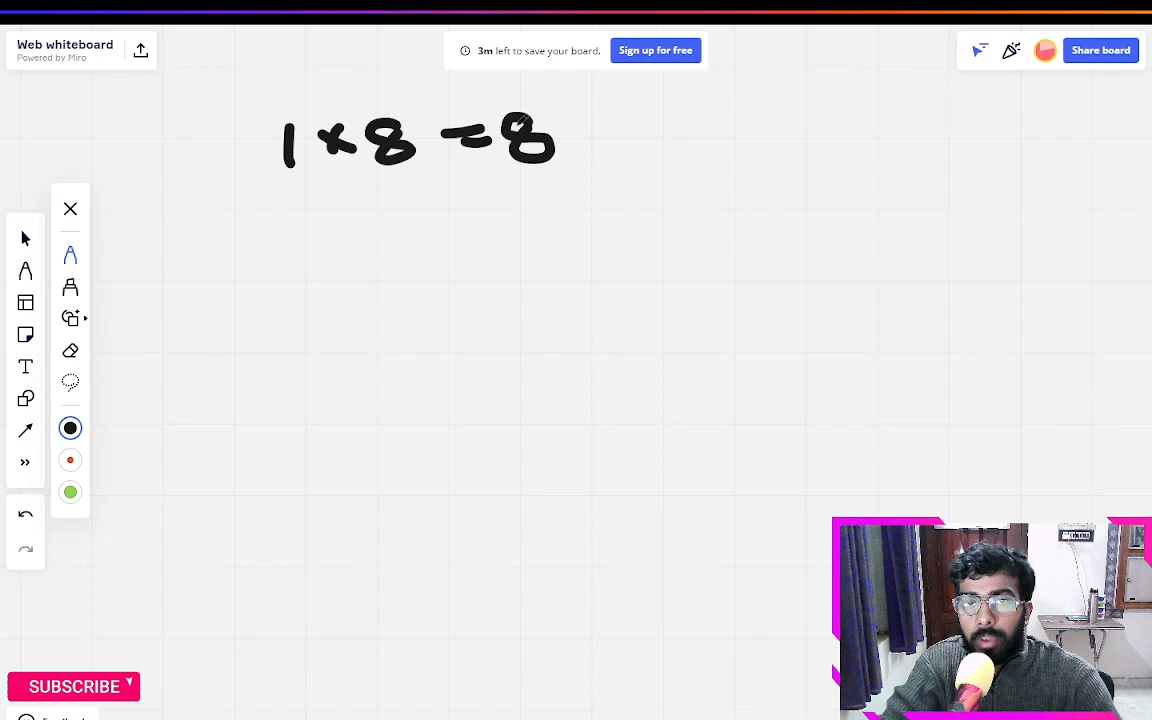 Web whiteboard
Powered by Miro
3m left to save your board.
Sign up for free
Share board
1 × 8 = 8
T
SUBSCRIBE